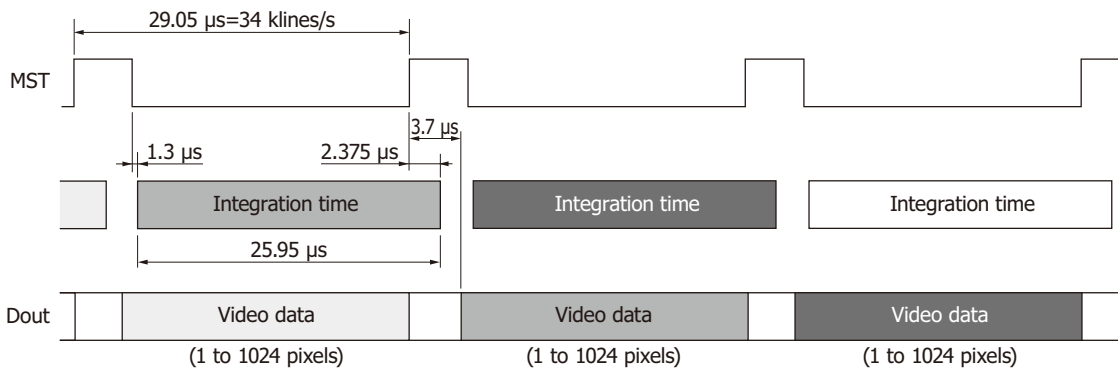 29.05 µs=34 klines/s
MST
3.7 µs
1.3 µs
2.375 µs
Integration time
Integration time
Integration time
25.95 µs
Dout
Video data
Video data
Video data
(1 to 1024 pixels)
(1 to 1024 pixels)
(1 to 1024 pixels)